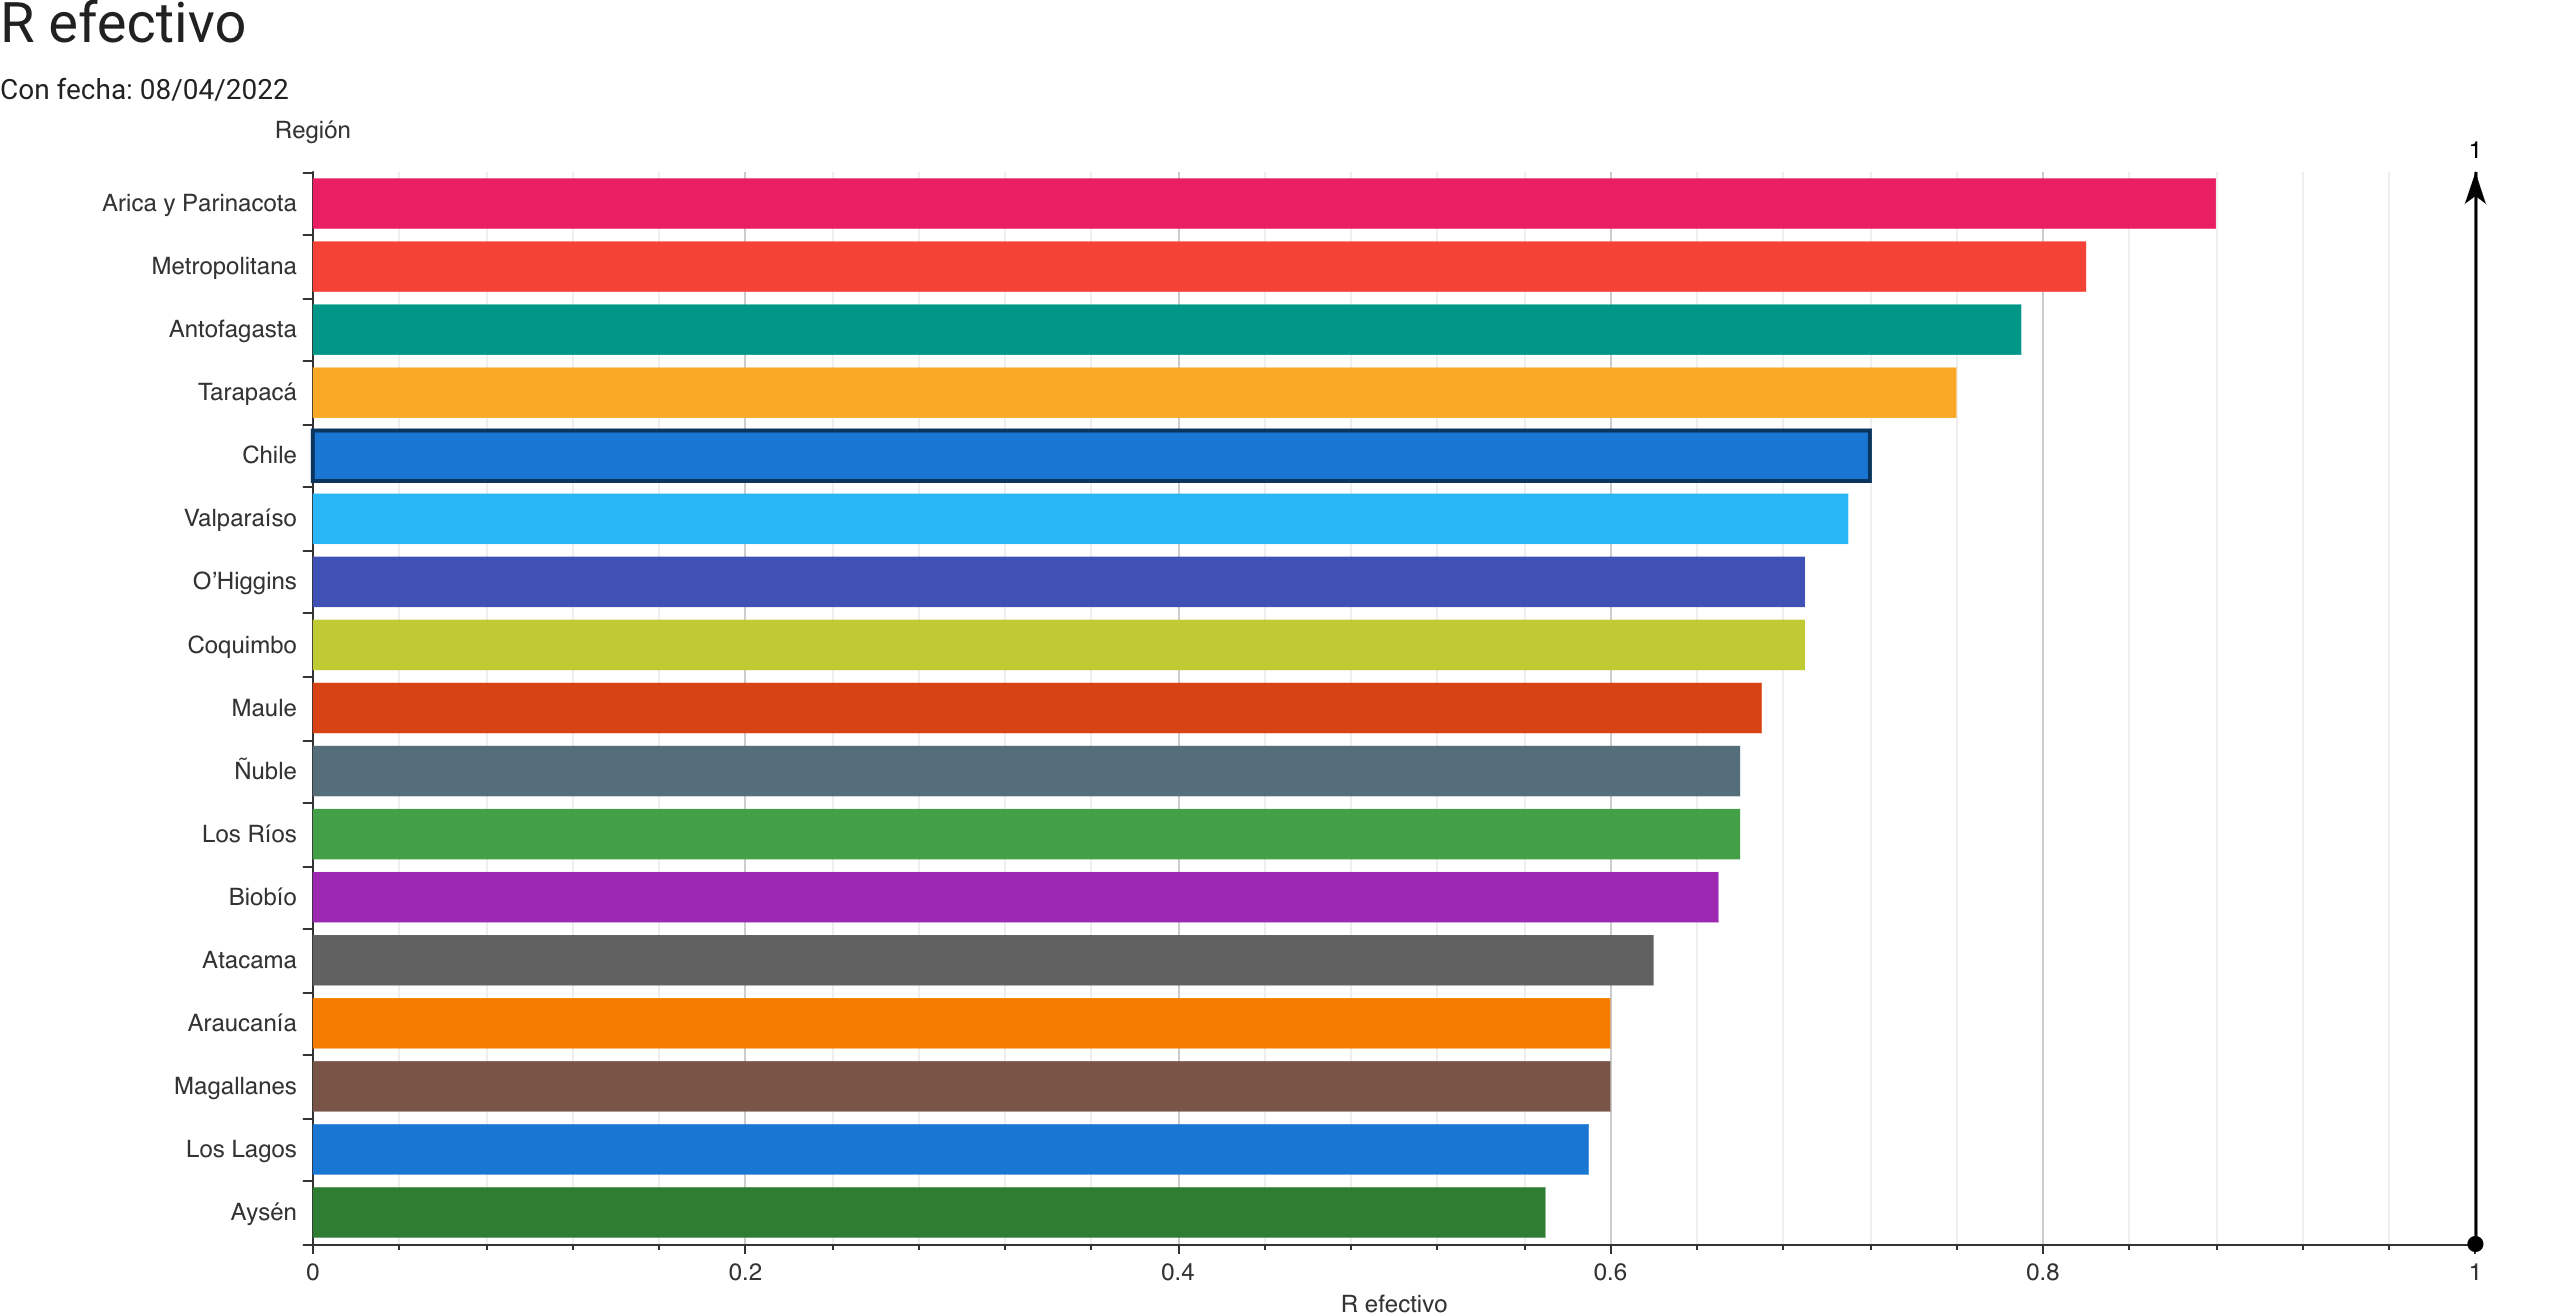 R efectivo
Con fecha: 08/04/2022
Región
1
Arica y Parinacota
Metropolitana
Antofagasta
Tarapacá
Chile
Valparaíso
O’Higgins
Coquimbo
Maule
Ñuble
Los Ríos
Biobío
Atacama
Araucanía
Magallanes
Los Lagos
Aysén
0 0.2 0.4 0.6 0.8 1
R efectivo